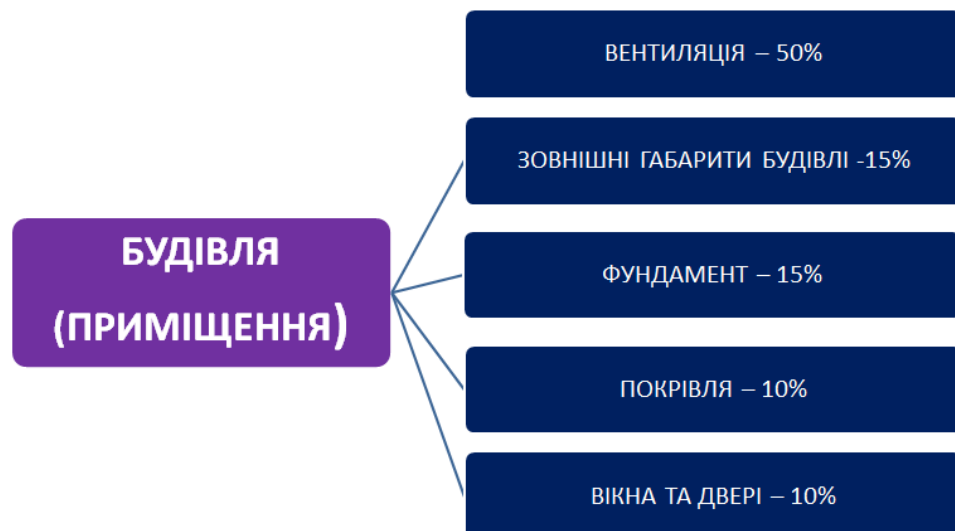 ВЕНТИЛЯЦІЯ – 50%
ЗОВНІШНІ ГАБАРИТИ БУДІВЛІ -15%
БУДІВЛЯ
(ПРИМІЩЕННЯ)
ФУНДАМЕНТ – 15%
ПОКРІВЛЯ – 10%
ВІКНА ТА ДВЕРІ – 10%